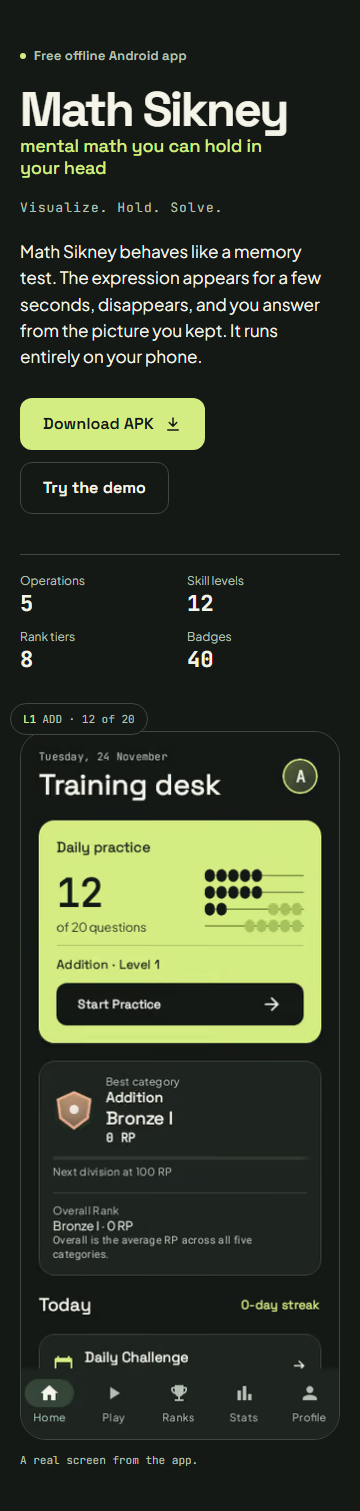 Free offline Android app
Math Sikney
mental math you can hold in
your head
Visualize. Hold. Solve.
Math Sikney behaves like a memory
test. The expression appears for a few
seconds, disappears, and you answer
from the picture you kept. It runs
entirely on your phone.
Download APK
Try the demo
Operations
5
Skill levels
12
Rank tiers
8
Badges
40
L1 ADD · 12 of 20
Tuesday, 24 November
Training desk
A
Daily practice
12
of 20 questions
Addition · Level 1
Start Practice
Best category
Addition
Bronze I
0 RP
Next division at 100 RP
Overall Rank
Bronze I · 0 RP
Overall is the average RP across all five
categories.
Today
0-day streak
Daily Challenge
Home
Play
Ranks
Stats
Profile
A real screen from the app.